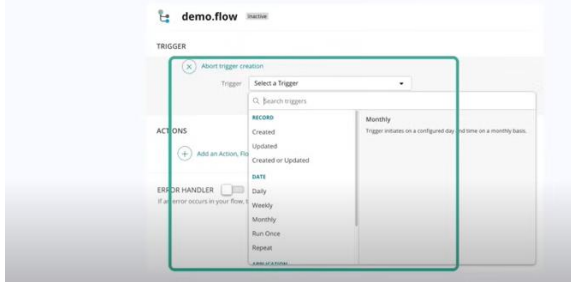 demo.flow Inactive
TRIGGER
Abort trigger creation
Trigger Select a Trigger
Search triggers
RECORD
Created
Updated
Created or Updated
DATE
Daily
Weekly
Monthly
Run Once
Repeat
APPLICATION
Monthly
Trigger initiates on a configured day and time on a monthly basis.
ACTIONS
Add an Action, Flo
ERROR HANDLER
If an error occurs in your flow,